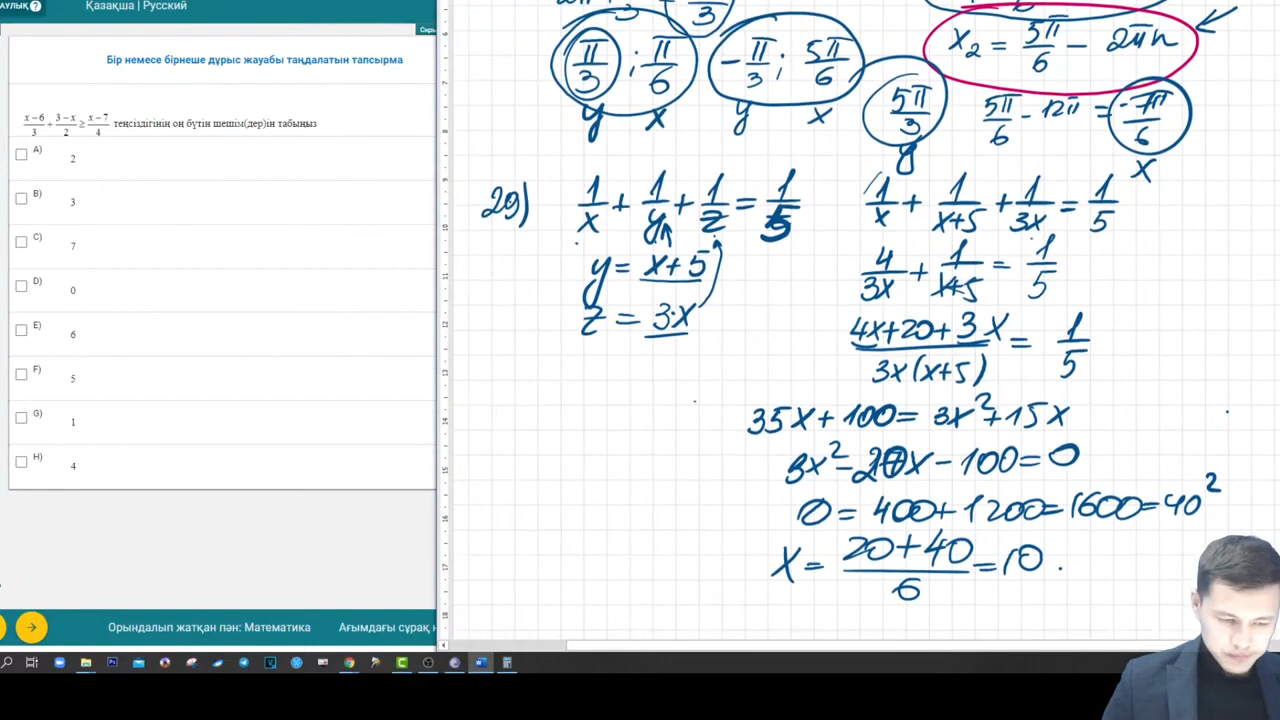 АУЛЫҚ ? Қазақша | Русский
Бір немесе бірнеше дұрыс жауабы таңдалатын тапсырма
\frac{x-6}{3} + \frac{3-x}{2} ≥ \frac{x-7}{4} теңсіздігінің оң бүтін шешім(дер)ін табыңыз
A) 2
B) 3
C) 7
D) 0
E) 6
F) 5
G) 1
H) 4
Орындалып жатқан пән: Математика Ағымдағы сұрақ
x₂ = 5π/6 - 2πn
π/3 ; π/6 -π/3 ; 5π/6
y x y x
5π/3 5π/6 - 12π = -7π/6
y x
29) 1/x + 1/y + 1/z = 1/5
y = x+5
z = 3·x
1/x + 1/(x+5) + 1/3x = 1/5
4/3x + 1/(x+5) = 1/5
(4x+20+3x)/(3x(x+5)) = 1/5
35x+100 = 3x²+15x
3x² - 20x - 100 = 0
D = 400+1200=1600=40²
x = (20+40)/6 = 10.